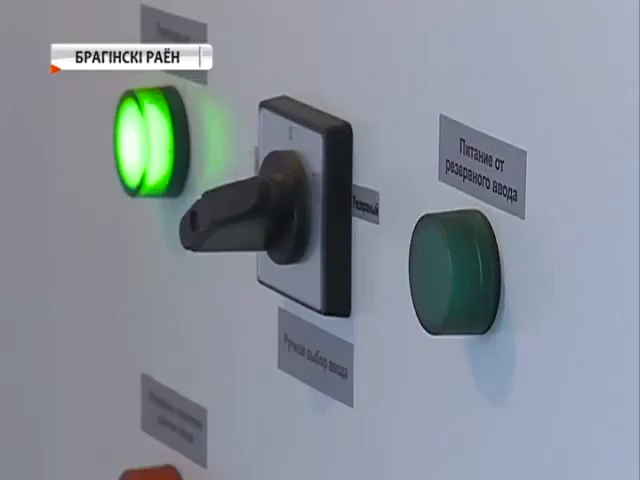 БРАГІНСКІ РАЁН
Питание от
резервного ввода
Резервный
Ручной выбор ввода